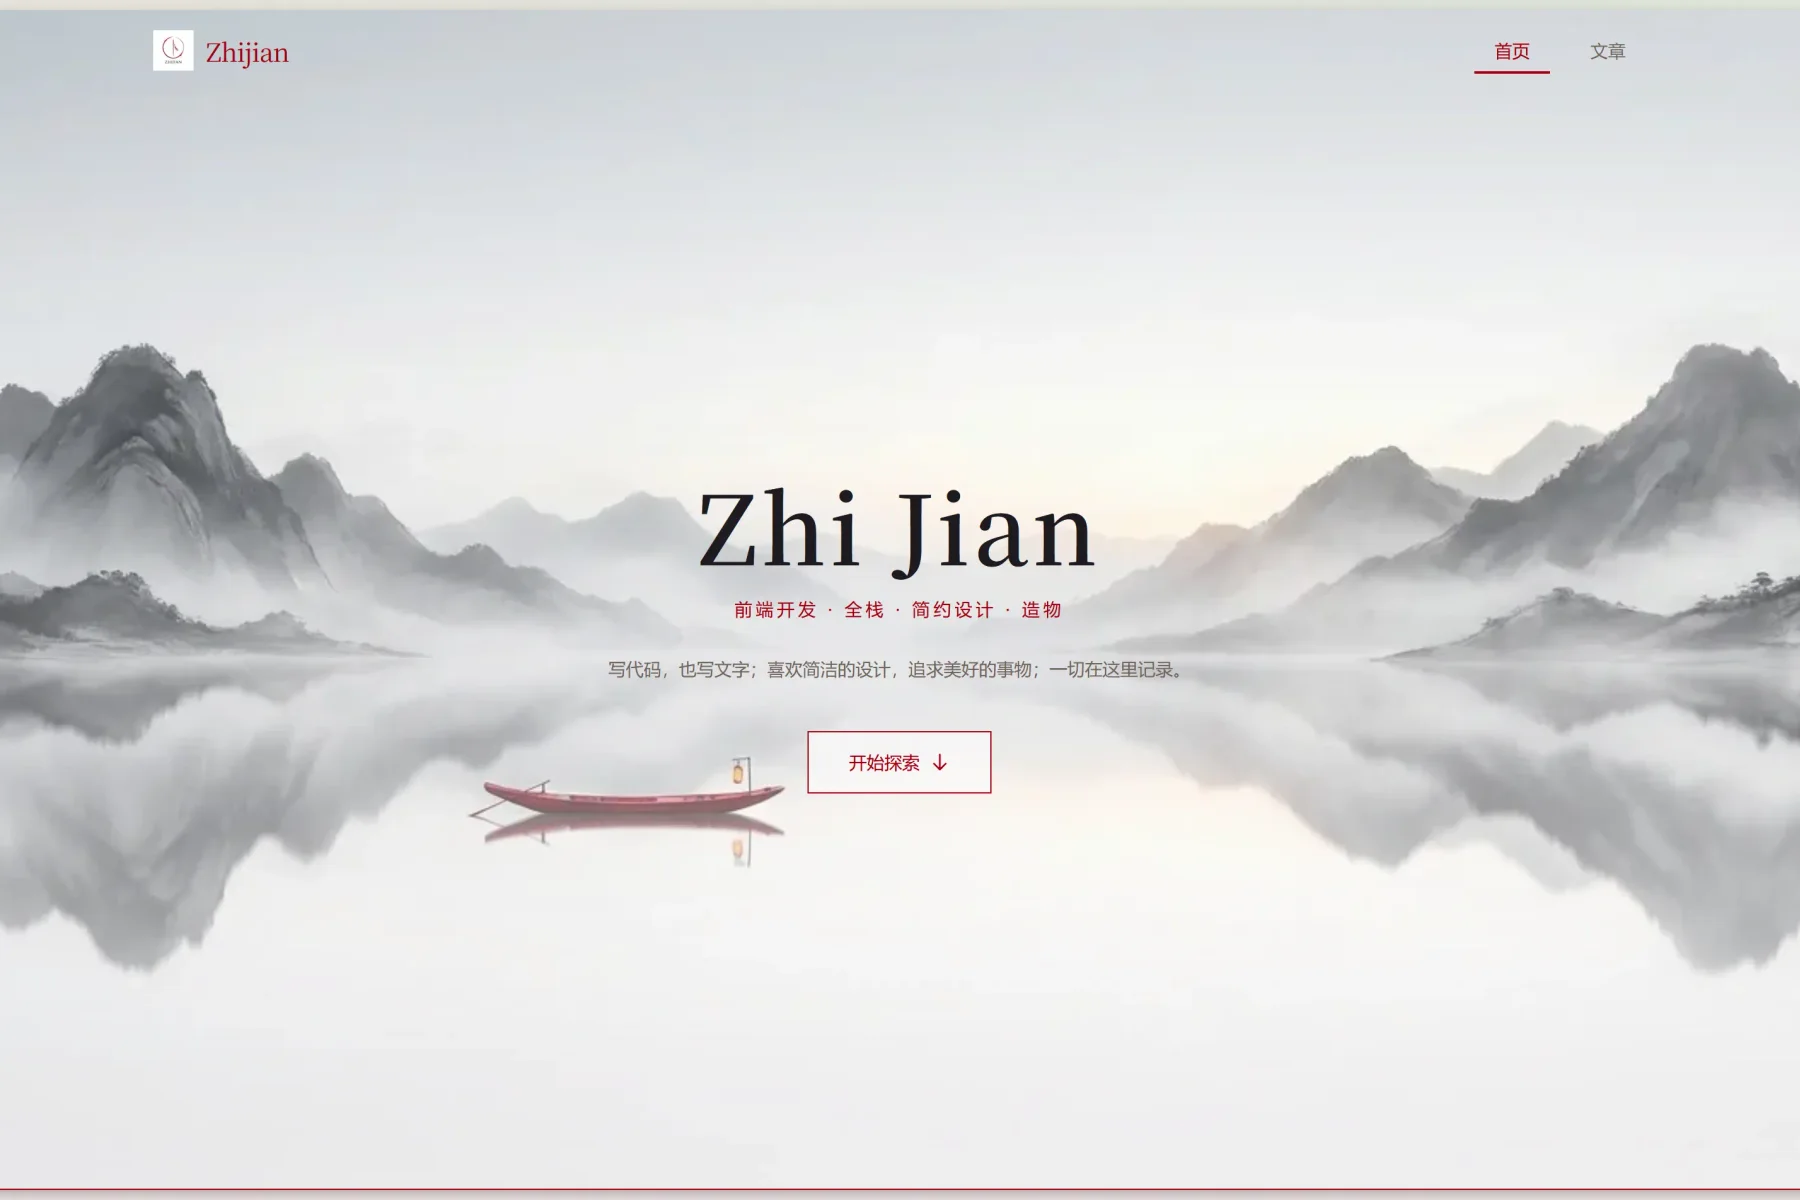 Zhijian
首页
文章
Zhi Jian
前端开发 · 全栈 · 简约设计 · 造物
写代码，也写文字；喜欢简洁的设计，追求美好的事物；一切在这里记录。
开始探索 ↓